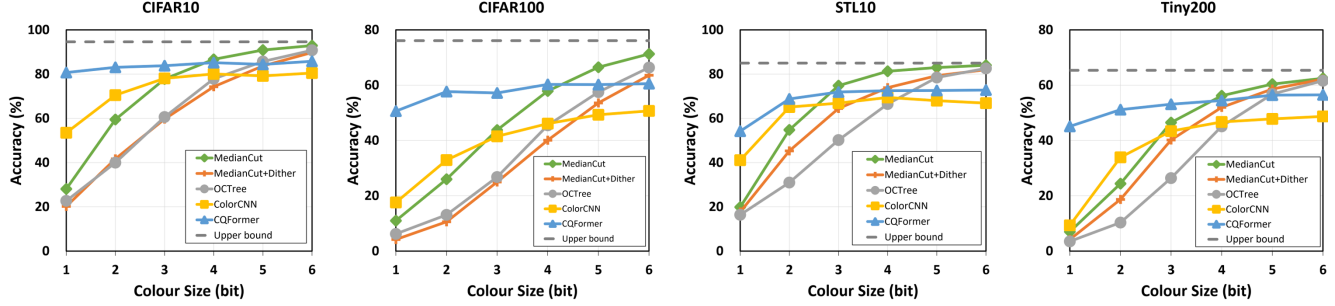 CIFAR10
Accuracy (%)
100
80
60
40
20
0
1 2 3 4 5 6
Colour Size (bit)
MedianCut
MedianCut+Dither
OCTree
ColorCNN
CQFormer
Upper bound
CIFAR100
Accuracy (%)
80
60
40
20
0
1 2 3 4 5 6
Colour Size (bit)
MedianCut
MedianCut+Dither
OCTree
ColorCNN
CQFormer
Upper bound
STL10
Accuracy (%)
100
80
60
40
20
0
1 2 3 4 5 6
Colour Size (bit)
MedianCut
MedianCut+Dither
OCTree
ColorCNN
CQFormer
Upper bound
Tiny200
Accuracy (%)
80
60
40
20
0
1 2 3 4 5 6
Colour Size (bit)
MedianCut
MedianCut+Dither
OCTree
ColorCNN
CQFormer
Upper bound